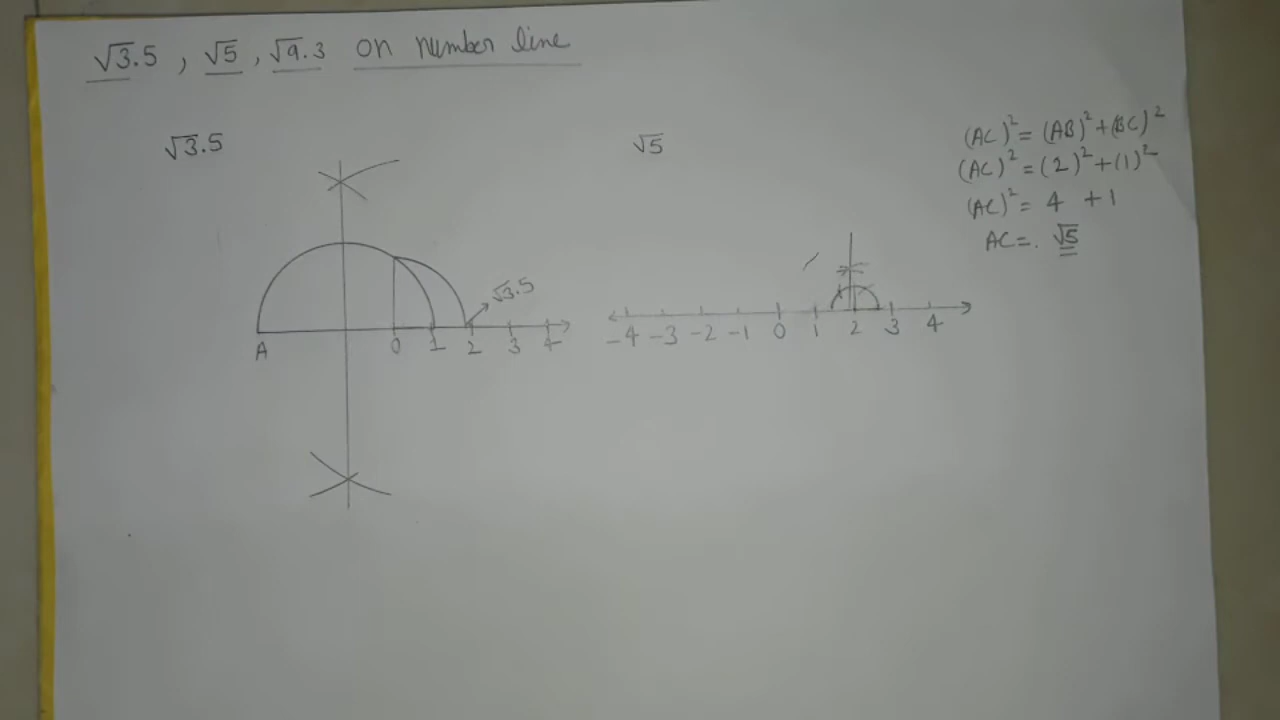 √3.5 , √5 , √9.3 on number line
√3.5
√5
(AC)² = (AB)² + (BC)²
(AC)² = (2)² + (1)²
(AC)² = 4 + 1
AC = . √5
√3.5
A 0 1 2 3 4
-4 -3 -2 -1 0 1 2 3 4